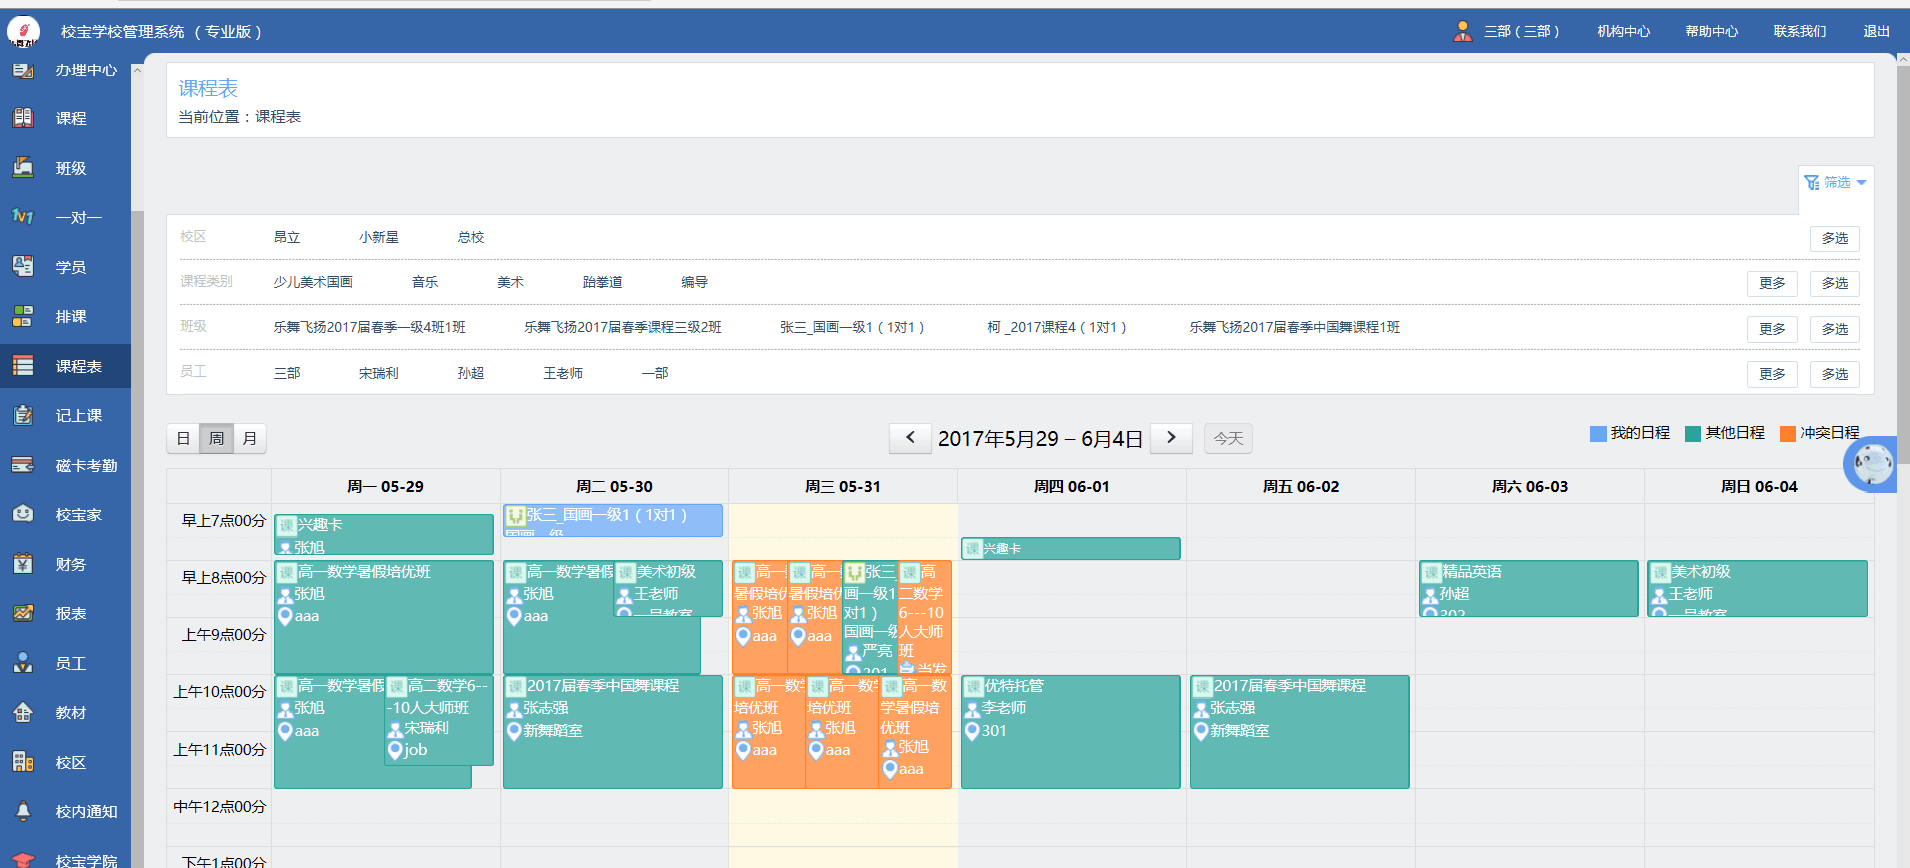 校宝学校管理系统 （专业版）
三部（三部） 机构中心 帮助中心 联系我们 退出
办理中心
课程
班级
一对一
学员
排课
课程表
记上课
磁卡考勤
校宝家
财务
报表
员工
教材
校区
校内通知
校宝学院
课程表
当前位置：课程表
筛选
校区 昂立 小新星 总校 多选
课程类别 少儿美术国画 音乐 美术 跆拳道 编导 更多 多选
班级 乐舞飞扬2017届春季一级4班1班 乐舞飞扬2017届春季课程三级2班 张三_国画一级1（1对1） 柯 _2017课程4（1对1） 乐舞飞扬2017届春季中国舞课程1班 更多 多选
员工 三部 宋瑞利 孙超 王老师 一部 更多 多选
日 周 月
2017年5月29 – 6月4日 今天
我的日程 其他日程 冲突日程
周一 05-29 周二 05-30 周三 05-31 周四 06-01 周五 06-02 周六 06-03 周日 06-04
早上7点00分
早上8点00分
上午9点00分
上午10点00分
上午11点00分
中午12点00分
下午1点00分
课兴趣卡
张旭
课高一数学暑假培优班
张旭
aaa
课高一数学暑假
张旭
aaa
课高二数学6--
-10人大师班
宋瑞利
job
张三_国画一级1（1对1）
国画一级
课高一数学暑假
张旭
aaa
课美术初级
王老师
一号教室
课2017届春季中国舞课程
张志强
新舞蹈室
课高一
暑假培优
张旭
aaa
课高一
暑假培优
张旭
aaa
张三_
画一级1
对1）
国画一级
严亮
301
课高
二数学
6---10
人大师
班
当发
课高一数学
培优班
张旭
aaa
课高一数学
培优班
张旭
aaa
课高一数
学暑假培
优班
张旭
aaa
课兴趣卡
课优特托管
李老师
301
课2017届春季中国舞课程
张志强
新舞蹈室
课精品英语
孙超
302
课美术初级
王老师
一号教室